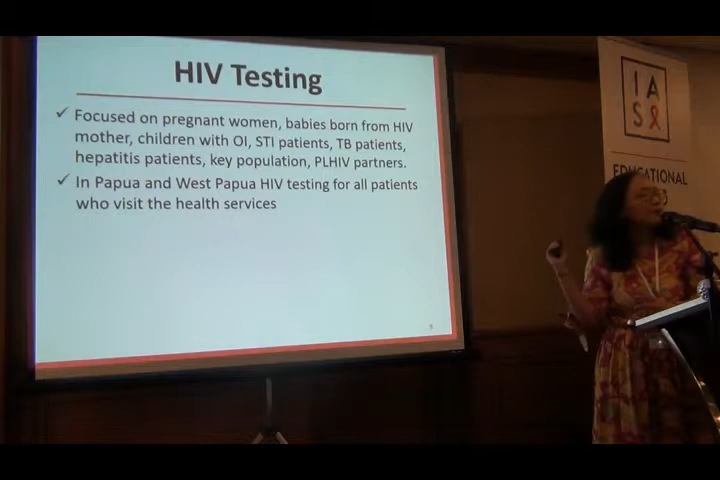 HIV Testing
✓ Focused on pregnant women, babies born from HIV
mother, children with OI, STI patients, TB patients,
hepatitis patients, key population, PLHIV partners.
✓ In Papua and West Papua HIV testing for all patients
who visit the health services
I A
S
EDUCATIONAL